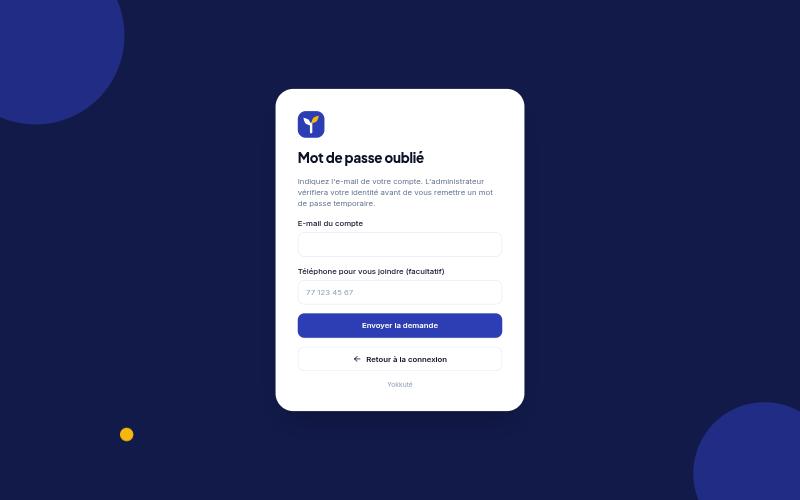 Mot de passe oublié
Indiquez l'e-mail de votre compte. L'administrateur
vérifiera votre identité avant de vous remettre un mot
de passe temporaire.
E-mail du compte
Téléphone pour vous joindre (facultatif)
77 123 45 67
Envoyer la demande
← Retour à la connexion
Yokkuté